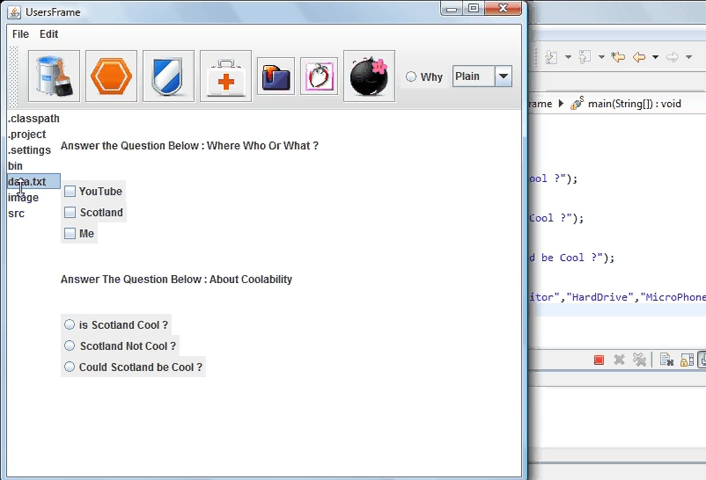 UsersFrame
File Edit
Why Plain
ame main(String[]) : void
.classpath
.project
.settings
bin
data.txt
image
src
Answer the Question Below : Where Who Or What ?
YouTube
Scotland
Me
Answer The Question Below : About Coolability
is Scotland Cool ?
Scotland Not Cool ?
Could Scotland be Cool ?
ool ?");
Cool ?");
d be Cool ?");
itor","HardDrive","MicroPhone